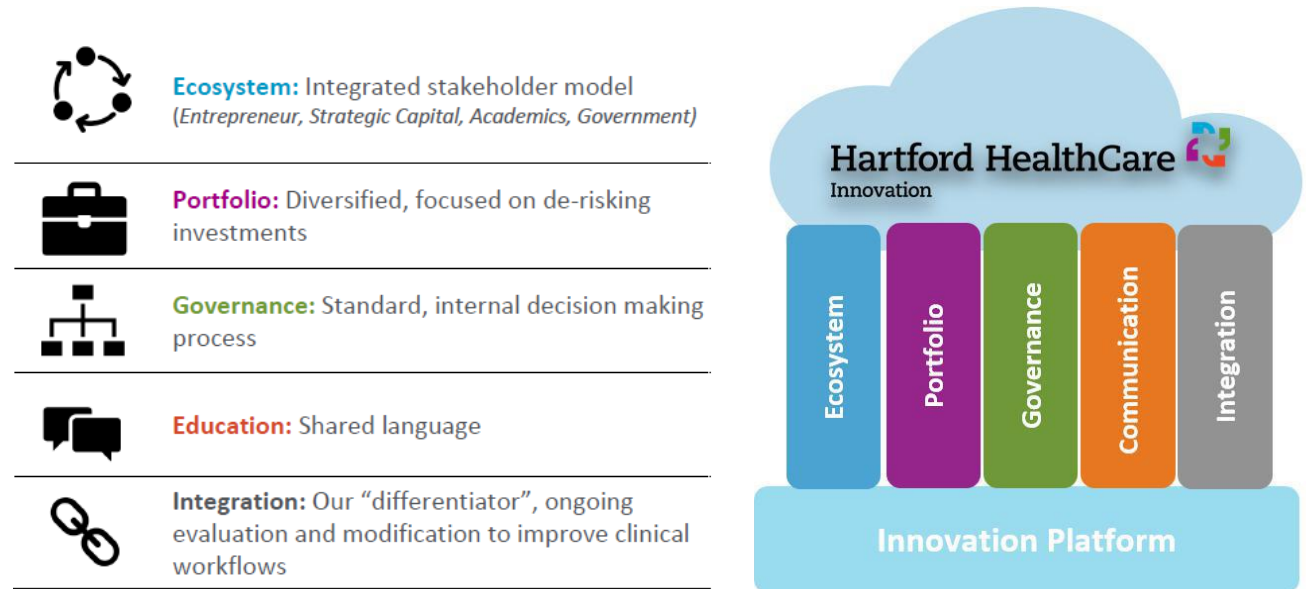 Ecosystem: Integrated stakeholder model
(Entrepreneur, Strategic Capital, Academics, Government)
Portfolio: Diversified, focused on de-risking
investments
Governance: Standard, internal decision making
process
Education: Shared language
Integration: Our “differentiator”, ongoing
evaluation and modification to improve clinical
workflows
Hartford HealthCare
Innovation
Ecosystem
Portfolio
Governance
Communication
Integration
Innovation Platform